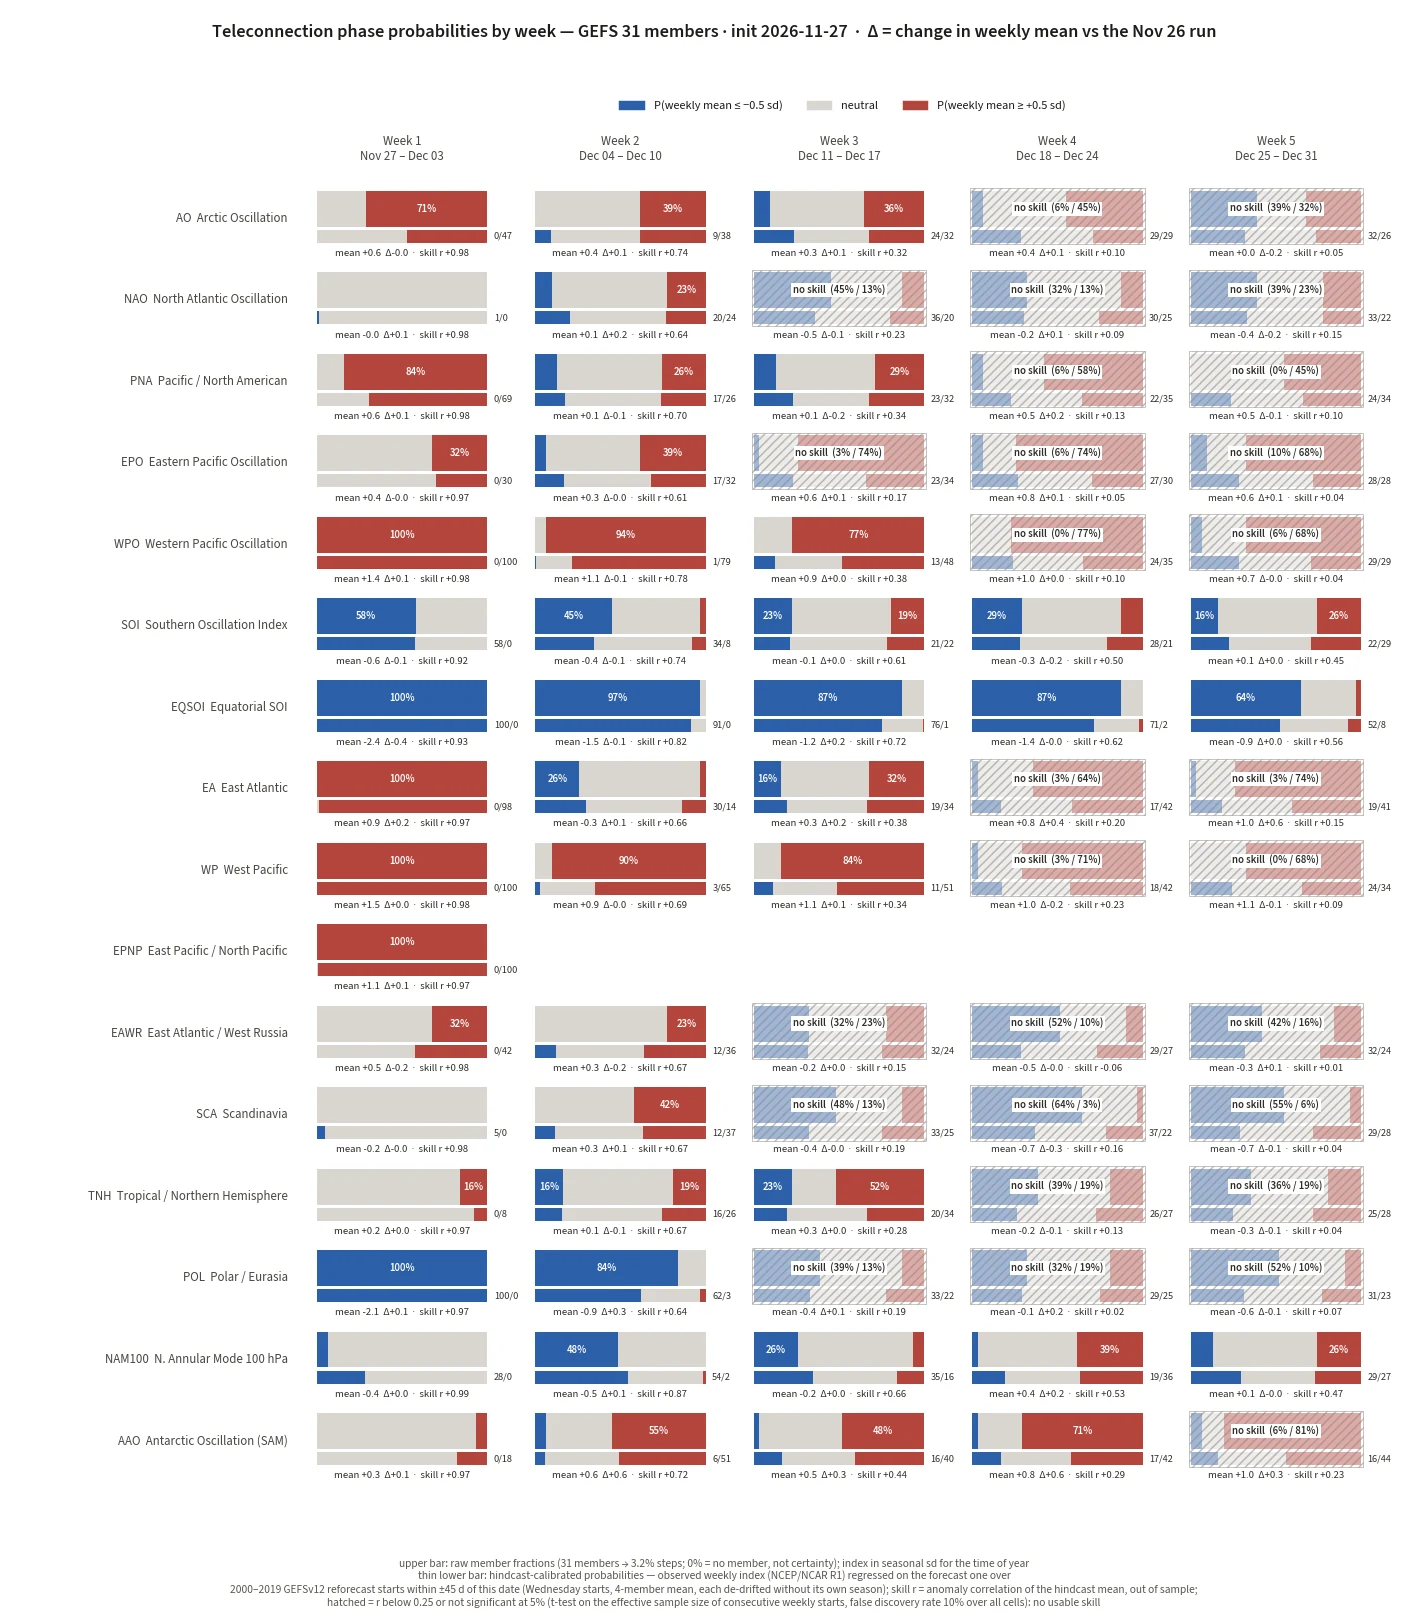 Teleconnection phase probabilities by week — GEFS 31 members · init 2026-11-27 · Δ = change in weekly mean vs the Nov 26 run
P(weekly mean ≤ −0.5 sd) neutral P(weekly mean ≥ +0.5 sd)
Week 1 Week 2 Week 3 Week 4 Week 5
Nov 27 – Dec 03 Dec 04 – Dec 10 Dec 11 – Dec 17 Dec 18 – Dec 24 Dec 25 – Dec 31
71% 39% 36% no skill (6% / 45%) no skill (39% / 32%)
AO Arctic Oscillation
0/47 9/38 24/32 29/29 32/26
mean +0.6 Δ-0.0 · skill r +0.98 mean +0.4 Δ+0.1 · skill r +0.74 mean +0.3 Δ+0.1 · skill r +0.32 mean +0.4 Δ+0.1 · skill r +0.10 mean +0.0 Δ-0.2 · skill r +0.05
23% no skill (45% / 13%) no skill (32% / 13%) no skill (39% / 23%)
NAO North Atlantic Oscillation
1/0 20/24 36/20 30/25 33/22
mean -0.0 Δ+0.1 · skill r +0.98 mean +0.1 Δ+0.2 · skill r +0.64 mean -0.5 Δ-0.1 · skill r +0.23 mean -0.2 Δ+0.1 · skill r +0.09 mean -0.4 Δ-0.2 · skill r +0.15
84% 26% 29% no skill (6% / 58%) no skill (0% / 45%)
PNA Pacific / North American
0/69 17/26 23/32 22/35 24/34
mean +0.6 Δ+0.1 · skill r +0.98 mean +0.1 Δ-0.1 · skill r +0.70 mean +0.1 Δ-0.2 · skill r +0.34 mean +0.5 Δ+0.2 · skill r +0.13 mean +0.5 Δ-0.1 · skill r +0.10
32% 39% no skill (3% / 74%) no skill (6% / 74%) no skill (10% / 68%)
EPO Eastern Pacific Oscillation
0/30 17/32 23/34 27/30 28/28
mean +0.4 Δ-0.0 · skill r +0.97 mean +0.3 Δ-0.0 · skill r +0.61 mean +0.6 Δ+0.1 · skill r +0.17 mean +0.8 Δ+0.1 · skill r +0.05 mean +0.6 Δ+0.1 · skill r +0.04
100% 94% 77% no skill (0% / 77%) no skill (6% / 68%)
WPO Western Pacific Oscillation
0/100 1/79 13/48 24/35 29/29
mean +1.4 Δ+0.1 · skill r +0.98 mean +1.1 Δ-0.1 · skill r +0.78 mean +0.9 Δ+0.0 · skill r +0.38 mean +1.0 Δ+0.0 · skill r +0.10 mean +0.7 Δ-0.0 · skill r +0.04
58% 45% 23% 19% 29% 16% 26%
SOI Southern Oscillation Index
58/0 34/8 21/22 28/21 22/29
mean -0.6 Δ-0.1 · skill r +0.92 mean -0.4 Δ-0.1 · skill r +0.74 mean -0.1 Δ+0.0 · skill r +0.61 mean -0.3 Δ-0.2 · skill r +0.50 mean +0.1 Δ+0.0 · skill r +0.45
100% 97% 87% 87% 64%
EQSOI Equatorial SOI
100/0 91/0 76/1 71/2 52/8
mean -2.4 Δ-0.4 · skill r +0.93 mean -1.5 Δ-0.1 · skill r +0.82 mean -1.2 Δ+0.2 · skill r +0.72 mean -1.4 Δ-0.0 · skill r +0.62 mean -0.9 Δ+0.0 · skill r +0.56
100% 26% 16% 32% no skill (3% / 64%) no skill (3% / 74%)
EA East Atlantic
0/98 30/14 19/34 17/42 19/41
mean +0.9 Δ+0.2 · skill r +0.97 mean -0.3 Δ+0.1 · skill r +0.66 mean +0.3 Δ+0.2 · skill r +0.38 mean +0.8 Δ+0.4 · skill r +0.20 mean +1.0 Δ+0.6 · skill r +0.15
100% 90% 84% no skill (3% / 71%) no skill (0% / 68%)
WP West Pacific
0/100 3/65 11/51 18/42 24/34
mean +1.5 Δ+0.0 · skill r +0.98 mean +0.9 Δ-0.0 · skill r +0.69 mean +1.1 Δ+0.1 · skill r +0.34 mean +1.0 Δ-0.2 · skill r +0.23 mean +1.1 Δ-0.1 · skill r +0.09
100%
EPNP East Pacific / North Pacific
0/100
mean +1.1 Δ+0.1 · skill r +0.97
32% 23% no skill (32% / 23%) no skill (52% / 10%) no skill (42% / 16%)
EAWR East Atlantic / West Russia
0/42 12/36 32/24 29/27 32/24
mean +0.5 Δ-0.2 · skill r +0.98 mean +0.3 Δ-0.2 · skill r +0.67 mean -0.2 Δ+0.0 · skill r +0.15 mean -0.5 Δ-0.0 · skill r -0.06 mean -0.3 Δ+0.1 · skill r +0.01
42% no skill (48% / 13%) no skill (64% / 3%) no skill (55% / 6%)
SCA Scandinavia
5/0 12/37 33/25 37/22 29/28
mean -0.2 Δ-0.0 · skill r +0.98 mean +0.3 Δ+0.1 · skill r +0.67 mean -0.4 Δ-0.0 · skill r +0.19 mean -0.7 Δ-0.3 · skill r +0.16 mean -0.7 Δ-0.1 · skill r +0.04
16% 16% 19% 23% 52% no skill (39% / 19%) no skill (36% / 19%)
TNH Tropical / Northern Hemisphere
0/8 16/26 20/34 26/27 25/28
mean +0.2 Δ+0.0 · skill r +0.97 mean +0.1 Δ-0.1 · skill r +0.67 mean +0.3 Δ-0.0 · skill r +0.28 mean -0.2 Δ-0.1 · skill r +0.13 mean -0.3 Δ-0.1 · skill r +0.04
100% 84% no skill (39% / 13%) no skill (32% / 19%) no skill (52% / 10%)
POL Polar / Eurasia
100/0 62/3 33/22 29/25 31/23
mean -2.1 Δ+0.1 · skill r +0.97 mean -0.9 Δ+0.3 · skill r +0.64 mean -0.4 Δ+0.1 · skill r +0.19 mean -0.1 Δ+0.2 · skill r +0.02 mean -0.6 Δ-0.1 · skill r +0.07
48% 26% 39% 26%
NAM100 N. Annular Mode 100 hPa
28/0 54/2 35/16 19/36 29/27
mean -0.4 Δ+0.0 · skill r +0.99 mean -0.5 Δ+0.1 · skill r +0.87 mean -0.2 Δ+0.0 · skill r +0.66 mean +0.4 Δ+0.2 · skill r +0.53 mean +0.1 Δ-0.0 · skill r +0.47
55% 48% 71% no skill (6% / 81%)
AAO Antarctic Oscillation (SAM)
0/18 6/51 16/40 17/42 16/44
mean +0.3 Δ+0.1 · skill r +0.97 mean +0.6 Δ+0.6 · skill r +0.72 mean +0.5 Δ+0.3 · skill r +0.44 mean +0.8 Δ+0.6 · skill r +0.29 mean +1.0 Δ+0.3 · skill r +0.23
upper bar: raw member fractions (31 members → 3.2% steps; 0% = no member, not certainty); index in seasonal sd for the time of year
thin lower bar: hindcast-calibrated probabilities — observed weekly index (NCEP/NCAR R1) regressed on the forecast one over
2000–2019 GEFSv12 reforecast starts within ±45 d of this date (Wednesday starts, 4-member mean, each de-drifted without its own season); skill r = anomaly correlation of the hindcast mean, out of sample;
hatched = r below 0.25 or not significant at 5% (t-test on the effective sample size of consecutive weekly starts, false discovery rate 10% over all cells): no usable skill